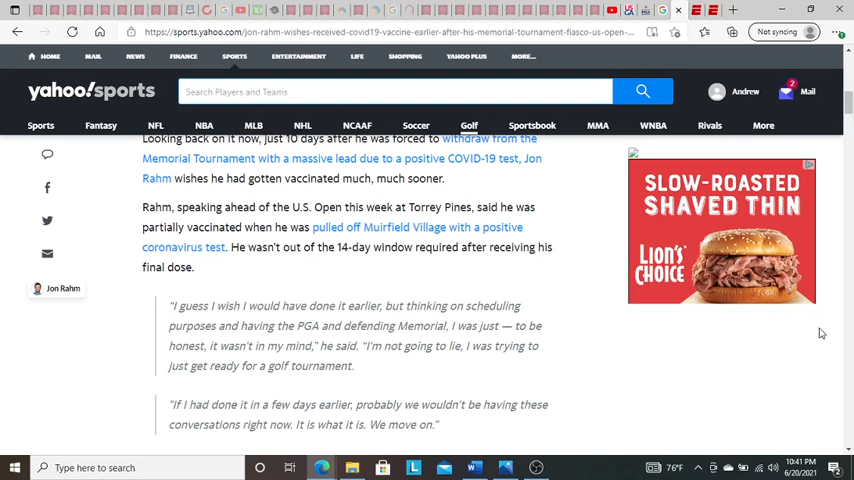 Not syncing
https://sports.yahoo.com/jon-rahm-wishes-received-covid19-vaccine-earlier-after-his-memorial-tournament-fiasco-us-open-...
HOME MAIL NEWS FINANCE SPORTS ENTERTAINMENT LIFE SHOPPING YAHOO PLUS MORE...
yahoo!sports
Search Players and Teams
Andrew
2
Mail
Sports Fantasy NFL NBA MLB NHL NCAAF Soccer Golf Sportsbook MMA WNBA Rivals More
Looking back on it now, just 10 days after he was forced to withdraw from the
Memorial Tournament with a massive lead due to a positive COVID-19 test, Jon
Rahm wishes he had gotten vaccinated much, much sooner.
Rahm, speaking ahead of the U.S. Open this week at Torrey Pines, said he was
partially vaccinated when he was pulled off Muirfield Village with a positive
coronavirus test. He wasn't out of the 14-day window required after receiving his
final dose.
Jon Rahm
"I guess I wish I would have done it earlier, but thinking on scheduling
purposes and having the PGA and defending Memorial, I was just — to be
honest, it wasn't in my mind," he said. "I'm not going to lie, I was trying to
just get ready for a golf tournament.
"If I had done it in a few days earlier, probably we wouldn't be having these
conversations right now. It is what it is. We move on."
SLOW-ROASTED
SHAVED THIN
LION'S
CHOICE
Type here to search
76°F
10:41 PM
6/20/2021
2